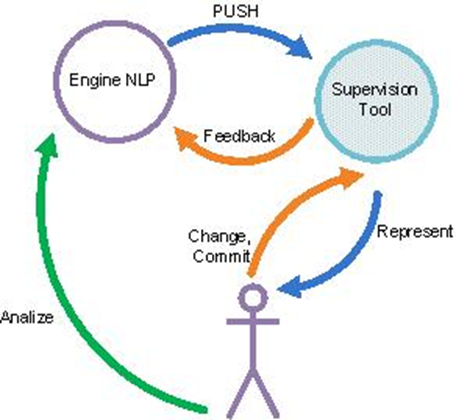 PUSH
Engine NLP
Supervision
Tool
Feedback
Change,
Commit
Represent
Analize